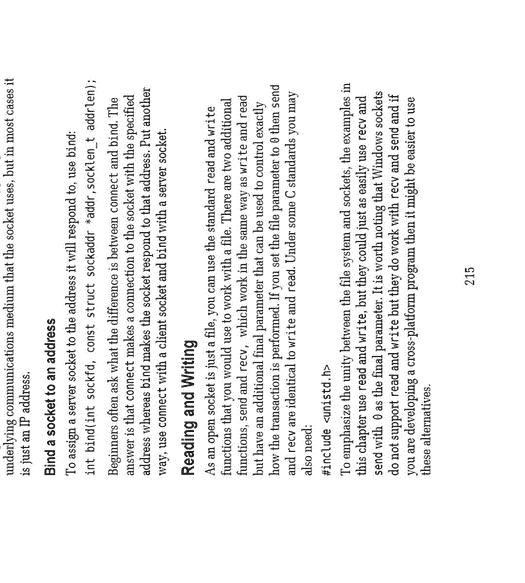 underlying communications medium that the socket uses, but in most cases it
is just an IP address.
Bind a socket to an address
To assign a server socket to the address it will respond to, use bind:
int bind(int sockfd, const struct sockaddr *addr,socklen_t addrlen);
Beginners often ask what the difference is between connect and bind. The
answer is that connect makes a connection to the socket with the specified
address whereas bind makes the socket respond to that address. Put another
way, use connect with a client socket and bind with a server socket.
Reading and Writing
As an open socket is just a file, you can use the standard read and write
functions that you would use to work with a file. There are two additional
functions, send and recv, which work in the same way as write and read
but have an additional final parameter that can be used to control exactly
how the transaction is performed. If you set the file parameter to 0 then send
and recv are identical to write and read. Under some C standards you may
also need:
#include <unistd.h>
To emphasize the unity between the file system and sockets, the examples in
this chapter use read and write, but they could just as easily use recv and
send with 0 as the final parameter. It is worth noting that Windows sockets
do not support read and write but they do work with recv and send and if
you are developing a cross-platform program then it might be easier to use
these alternatives.
215